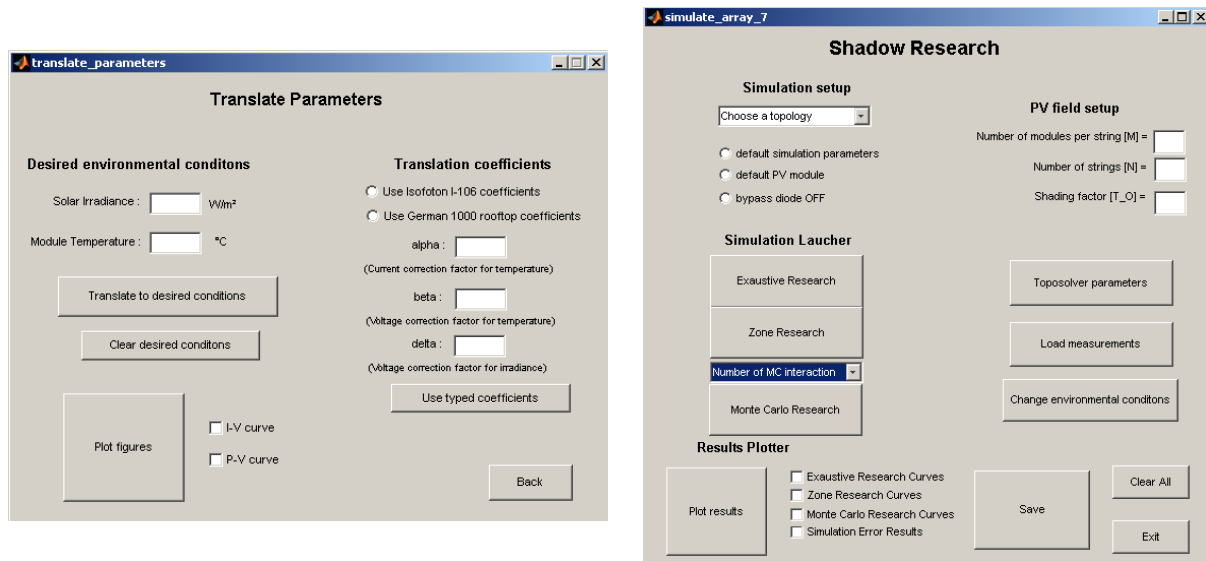 translate_parameters
Translate Parameters
Desired environmental conditons
Solar Irradiance :
W/m²
Module Temperature :
°C
Translate to desired conditions
Clear desired conditons
Plot figures
I-V curve
P-V curve
Translation coefficients
Use Isofoton I-106 coefficients
Use German 1000 rooftop coefficients
alpha :
(Current correction factor for temperature)
beta :
(Voltage correction factor for temperature)
delta :
(Voltage correction factor for irradiance)
Use typed coefficients
Back
simulate_array_7
Shadow Research
Simulation setup
Choose a topology
default simulation parameters
default PV module
bypass diode OFF
PV field setup
Number of modules per string [M] =
Number of strings [N] =
Shading factor [T_O] =
Simulation Laucher
Exaustive Research
Zone Research
Number of MC interaction
Monte Carlo Research
Toposolver parameters
Load measurements
Change environmental conditons
Results Plotter
Plot results
Exaustive Research Curves
Zone Research Curves
Monte Carlo Research Curves
Simulation Error Results
Save
Clear All
Exit